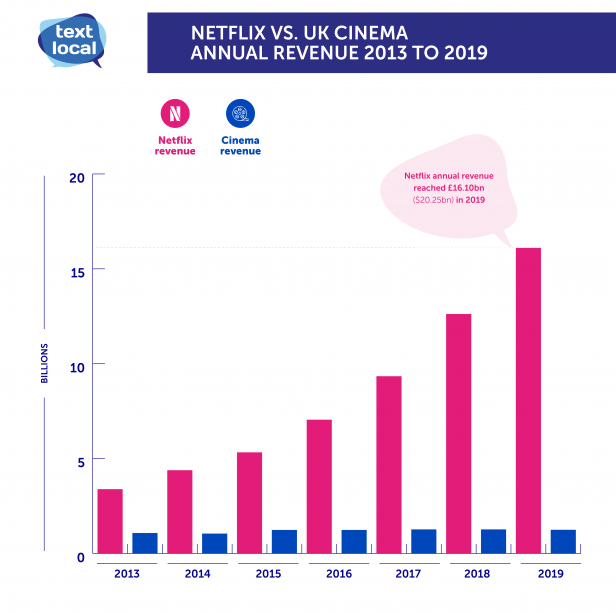 text
local
NETFLIX VS. UK CINEMA
ANNUAL REVENUE 2013 TO 2019
N
Netflix
revenue
Cinema
revenue
Netflix annual revenue
reached £16.10bn
($20.25bn) in 2019
20
15
10
5
0
BILLIONS
2013 2014 2015 2016 2017 2018 2019